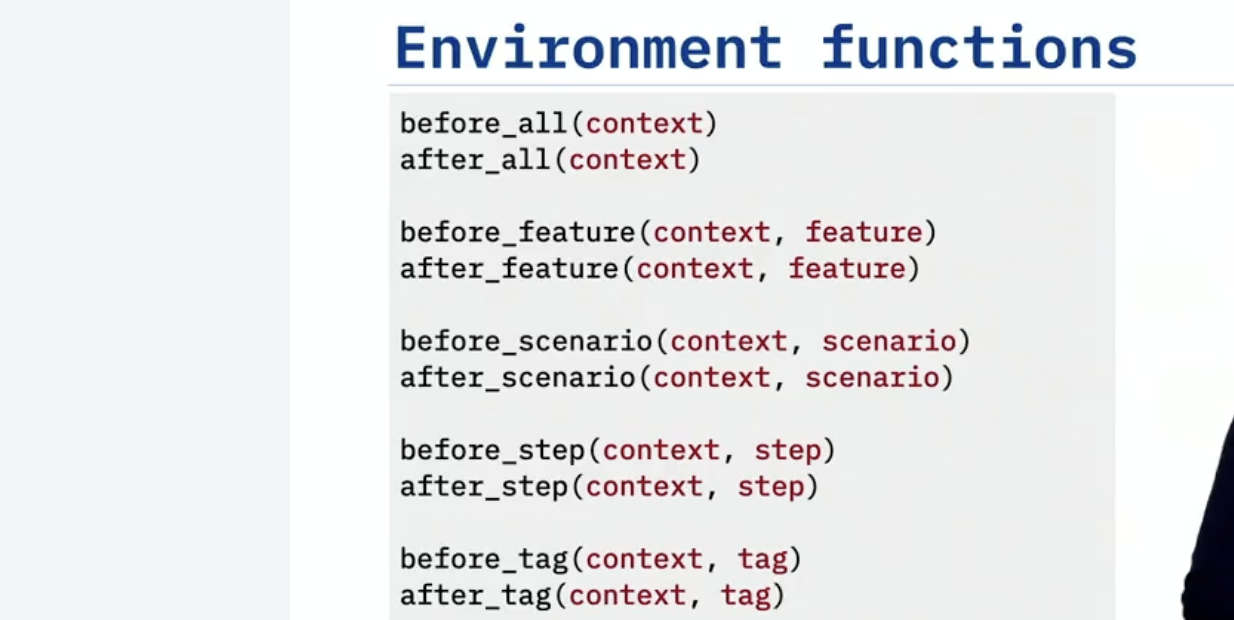 Environment functions
before_all(context)
after_all(context)
before_feature(context, feature)
after_feature(context, feature)
before_scenario(context, scenario)
after_scenario(context, scenario)
before_step(context, step)
after_step(context, step)
before_tag(context, tag)
after_tag(context, tag)